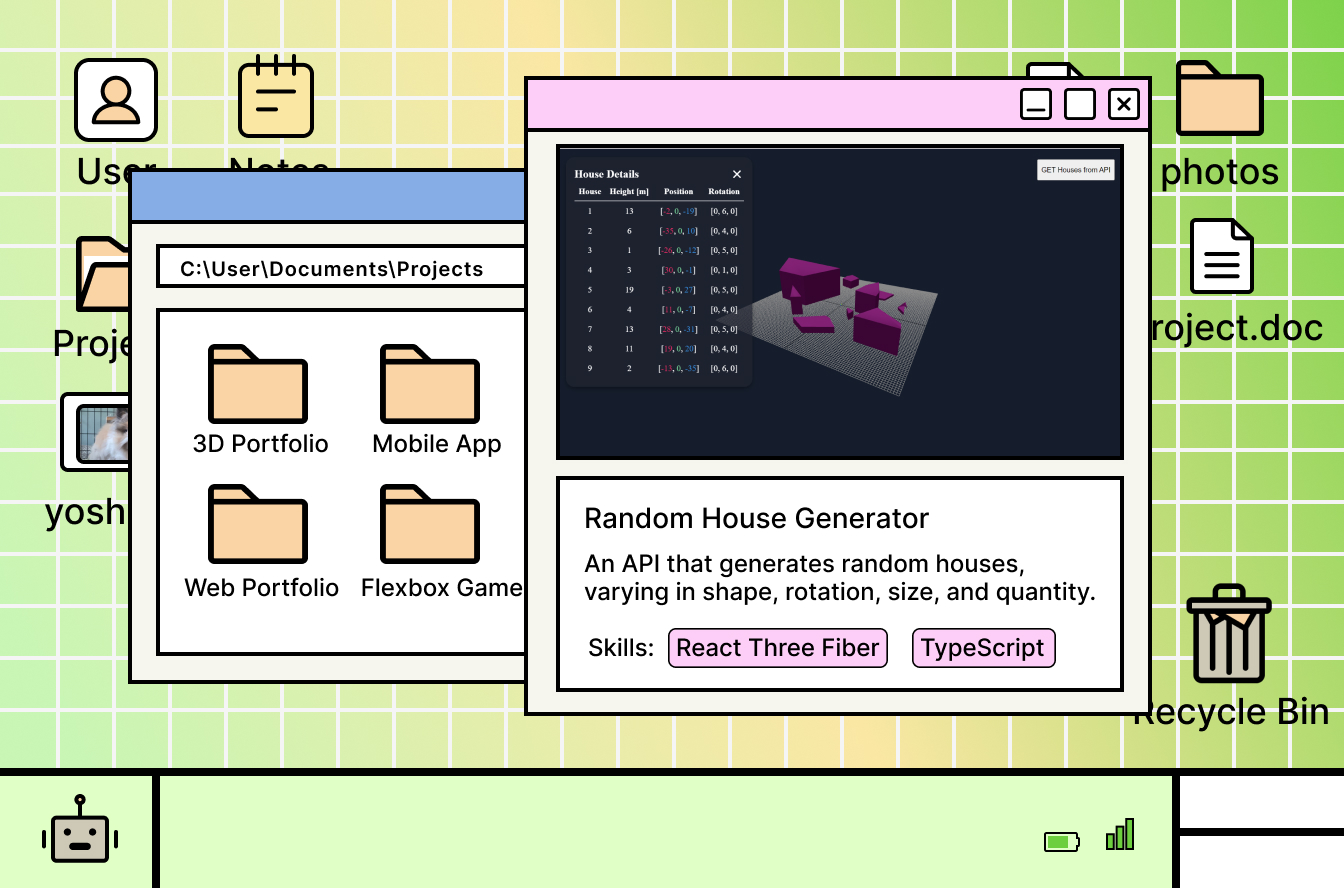 User
Notes
photos
C:\User\Documents\Projects
3D Portfolio
Mobile App
Web Portfolio
Flexbox Game
House Details
GET Houses from API
House Height [m] Position Rotation
1 13 [-2, 0, -19] [0, 6, 0]
2 6 [-35, 0, 10] [0, 4, 0]
3 1 [-26, 0, -12] [0, 5, 0]
4 3 [30, 0, -1] [0, 1, 0]
5 19 [-3, 0, 27] [0, 5, 0]
6 4 [11, 0, -7] [0, 4, 0]
7 13 [28, 0, -31] [0, 5, 0]
8 11 [19, 0, 20] [0, 4, 0]
9 2 [-13, 0, -35] [0, 6, 0]
Random House Generator
An API that generates random houses,
varying in shape, rotation, size, and quantity.
Skills: React Three Fiber TypeScript
Proje
roject.doc
yosh
Recycle Bin